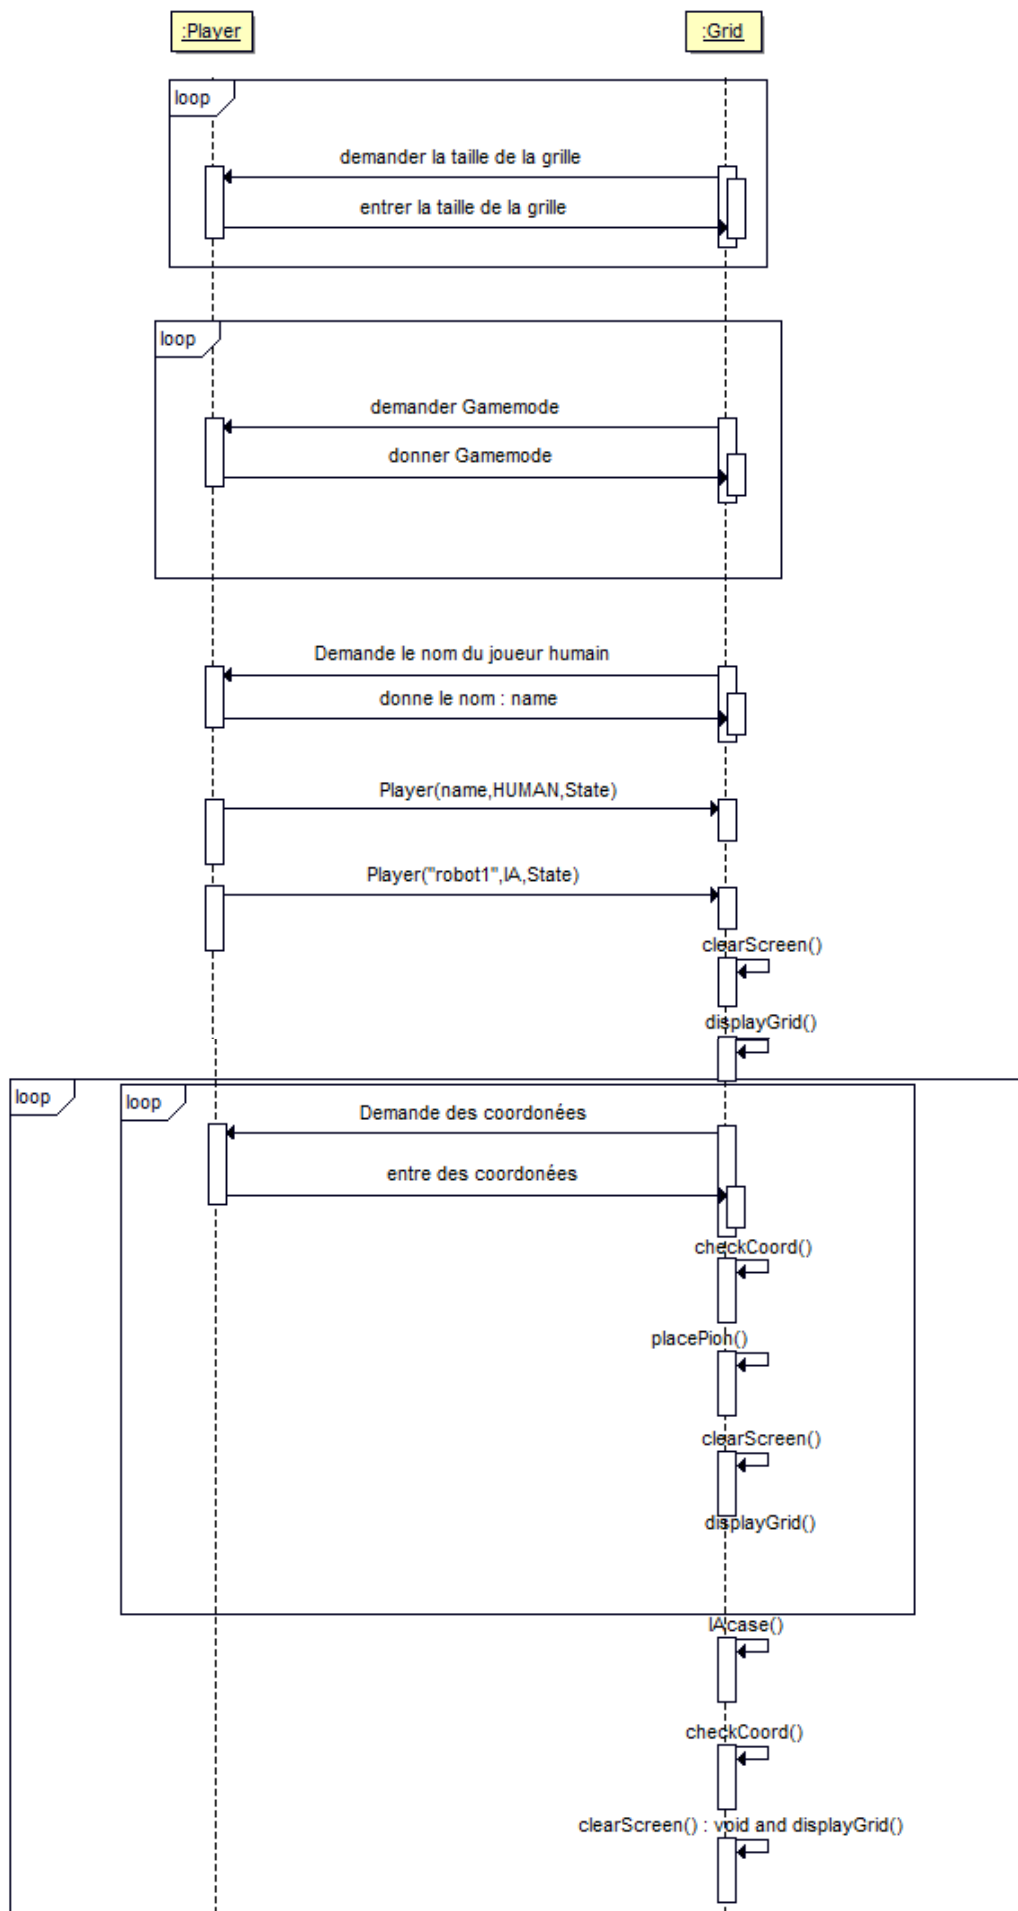 :Player
:Grid
loop
demander la taille de la grille
entrer la taille de la grille
loop
demander Gamemode
donner Gamemode
Demande le nom du joueur humain
donne le nom : name
Player(name,HUMAN,State)
Player("robot1",IA,State)
clearScreen()
displayGrid()
loop
loop
Demande des coordonées
entre des coordonées
checkCoord()
placePion()
clearScreen()
displayGrid()
IAcase()
checkCoord()
clearScreen() : void and displayGrid()